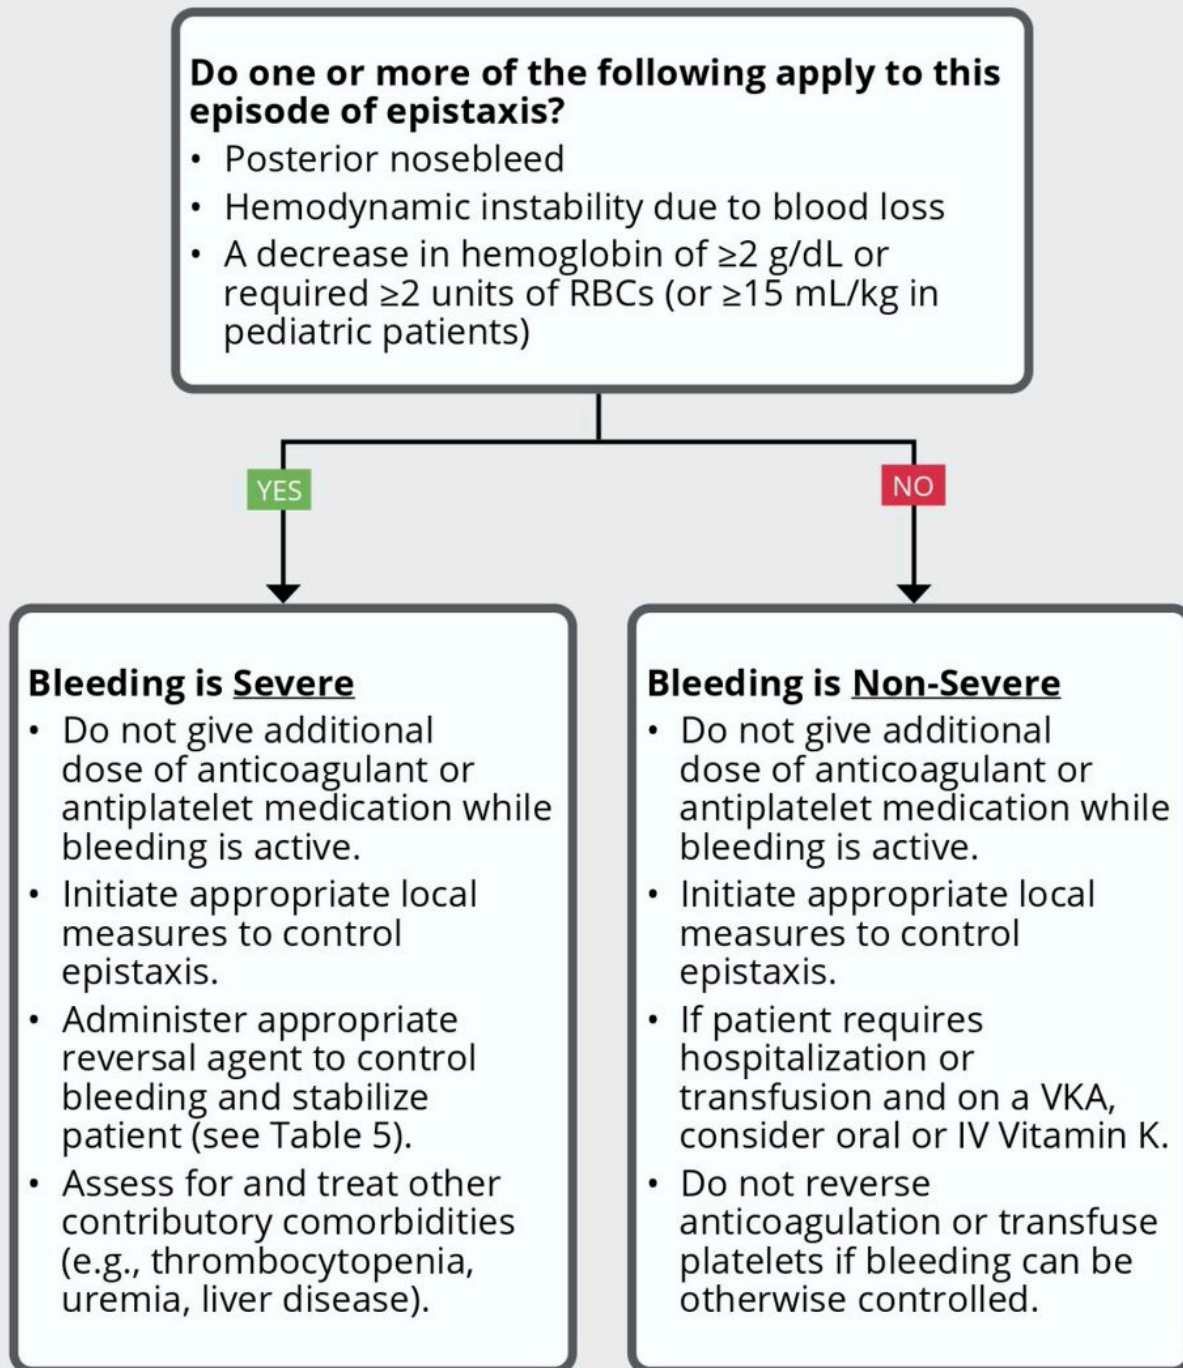 Do one or more of the following apply to this
episode of epistaxis?
• Posterior nosebleed
• Hemodynamic instability due to blood loss
• A decrease in hemoglobin of ≥2 g/dL or
required ≥2 units of RBCs (or ≥15 mL/kg in
pediatric patients)
YES
NO
Bleeding is Severe
• Do not give additional
dose of anticoagulant or
antiplatelet medication while
bleeding is active.
• Initiate appropriate local
measures to control
epistaxis.
• Administer appropriate
reversal agent to control
bleeding and stabilize
patient (see Table 5).
• Assess for and treat other
contributory comorbidities
(e.g., thrombocytopenia,
uremia, liver disease).
Bleeding is Non-Severe
• Do not give additional
dose of anticoagulant or
antiplatelet medication while
bleeding is active.
• Initiate appropriate local
measures to control
epistaxis.
• If patient requires
hospitalization or
transfusion and on a VKA,
consider oral or IV Vitamin K.
• Do not reverse
anticoagulation or transfuse
platelets if bleeding can be
otherwise controlled.